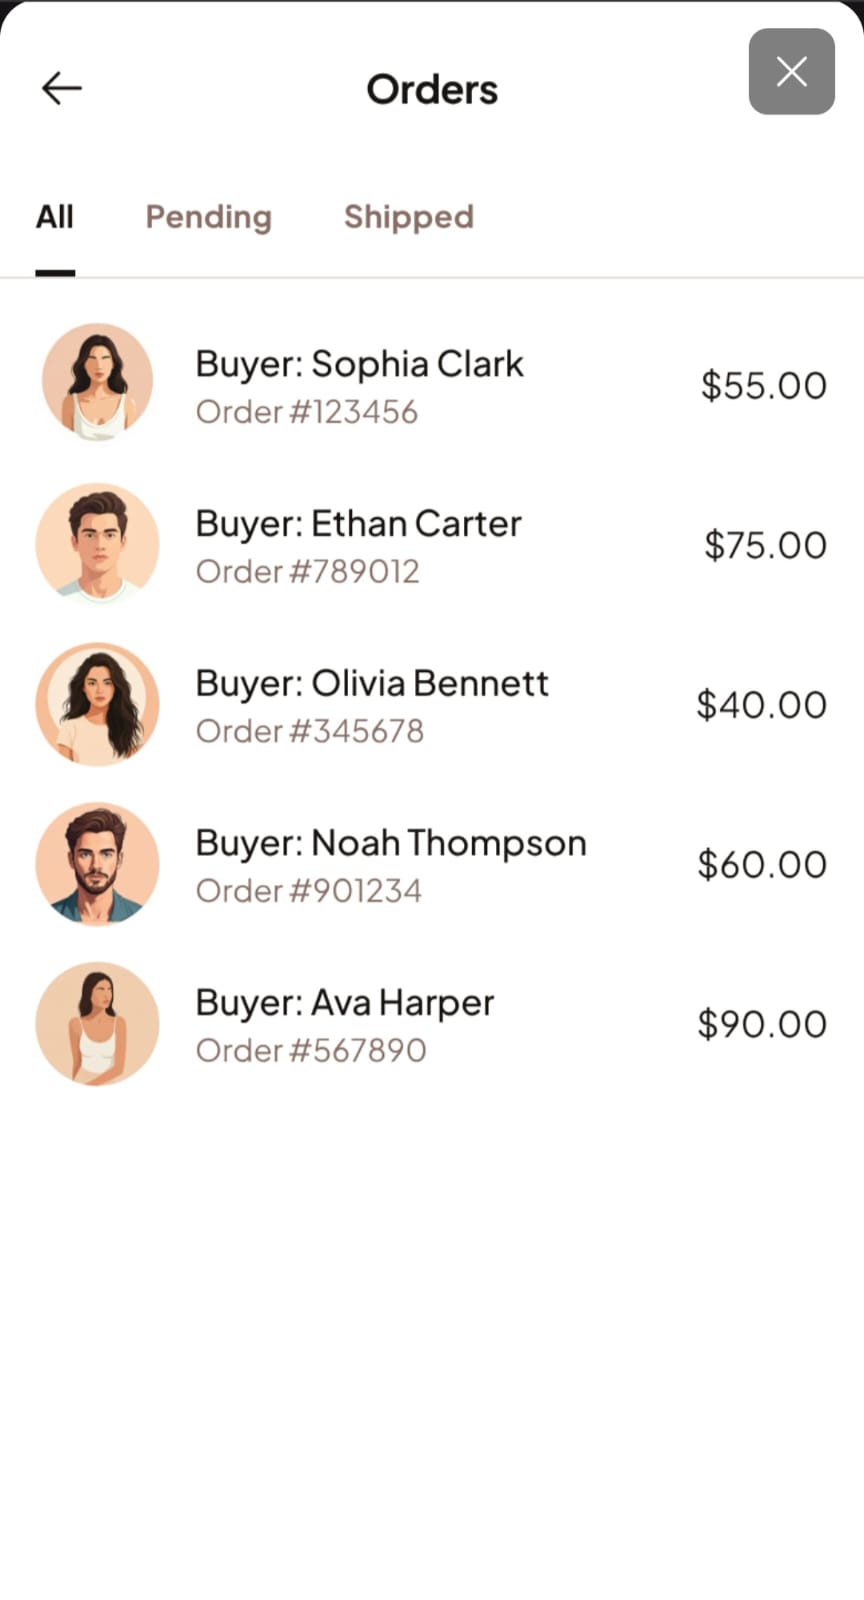 Orders
All Pending Shipped
Buyer: Sophia Clark
Order #123456
$55.00
Buyer: Ethan Carter
Order #789012
$75.00
Buyer: Olivia Bennett
Order #345678
$40.00
Buyer: Noah Thompson
Order #901234
$60.00
Buyer: Ava Harper
Order #567890
$90.00